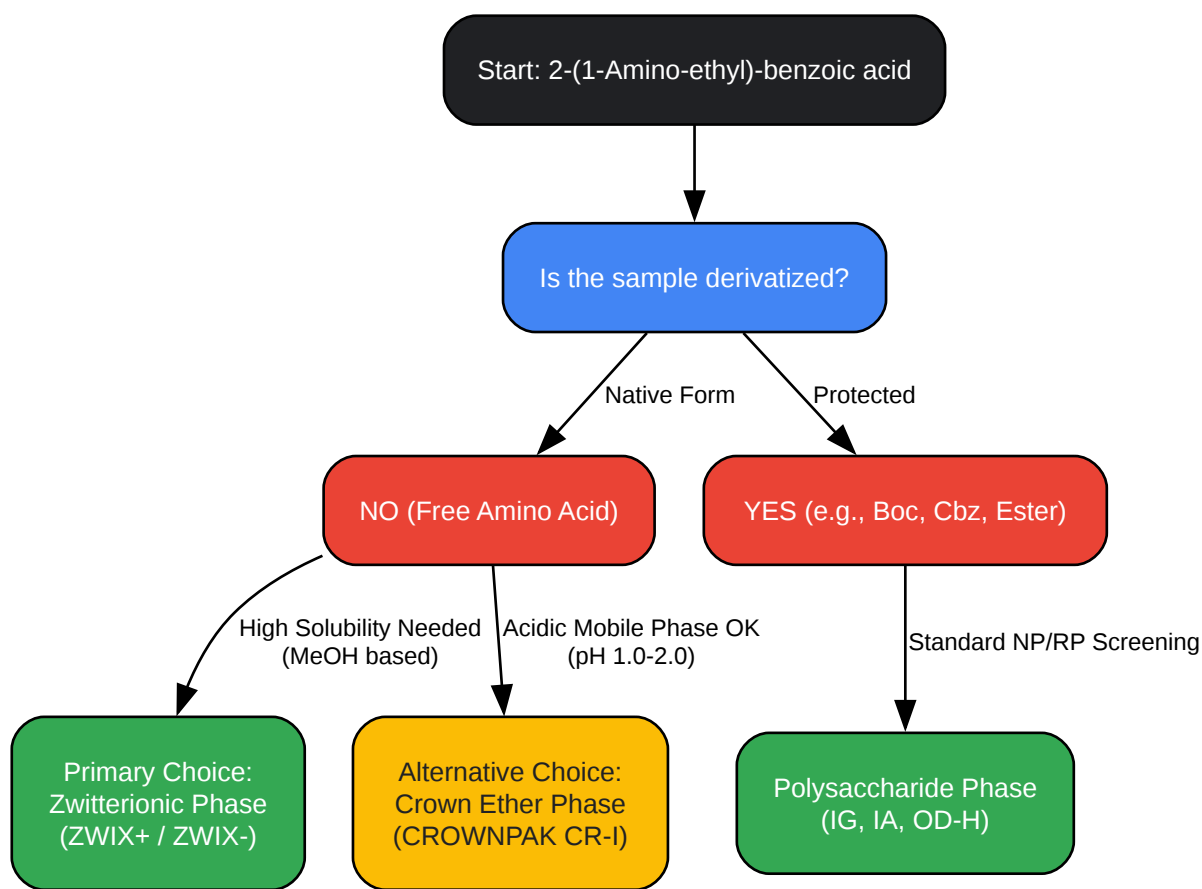 Start: 2-(1-Amino-ethyl)-benzoic acid
Is the sample derivatized?
Native Form
Protected
NO (Free Amino Acid)
YES (e.g., Boc, Cbz, Ester)
High Solubility Needed
(MeOH based)
Acidic Mobile Phase OK
(pH 1.0-2.0)
Standard NP/RP Screening
Primary Choice:
Zwitterionic Phase
(ZWIX+ / ZWIX-)
Alternative Choice:
Crown Ether Phase
(CROWNPAK CR-I)
Polysaccharide Phase
(IG, IA, OD-H)